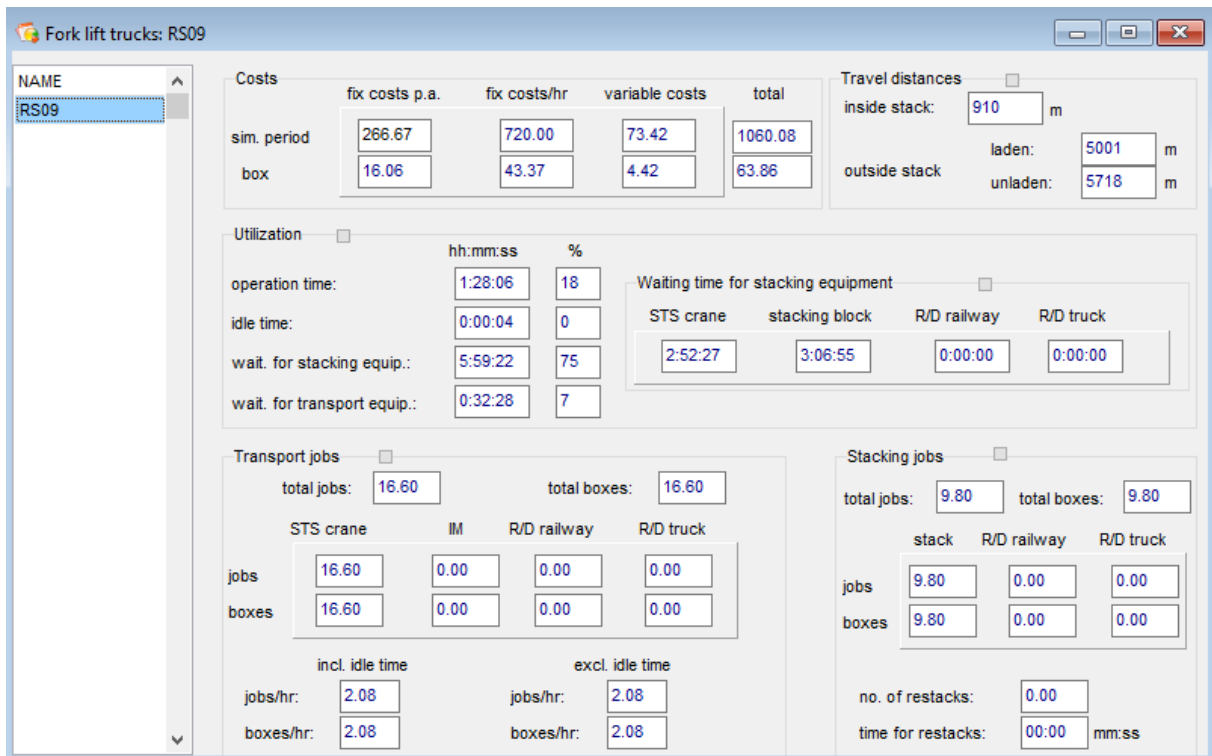 Fork lift trucks: RS09
NAME
RS09
Costs
fix costs p.a. fix costs/hr variable costs total
sim. period 266.67 720.00 73.42 1060.08
box 16.06 43.37 4.42 63.86
Travel distances
inside stack: 910 m
laden: 5001 m
outside stack
unladen: 5718 m
Utilization
hh:mm:ss %
operation time: 1:28:06 18
idle time: 0:00:04 0
wait. for stacking equip.: 5:59:22 75
wait. for transport equip.: 0:32:28 7
Waiting time for stacking equipment
STS crane stacking block R/D railway R/D truck
2:52:27 3:06:55 0:00:00 0:00:00
Transport jobs
total jobs: 16.60 total boxes: 16.60
STS crane IM R/D railway R/D truck
jobs 16.60 0.00 0.00 0.00
boxes 16.60 0.00 0.00 0.00
incl. idle time excl. idle time
jobs/hr: 2.08 jobs/hr: 2.08
boxes/hr: 2.08 boxes/hr: 2.08
Stacking jobs
total jobs: 9.80 total boxes: 9.80
stack R/D railway R/D truck
jobs 9.80 0.00 0.00
boxes 9.80 0.00 0.00
no. of restacks: 0.00
time for restacks: 00:00 mm:ss